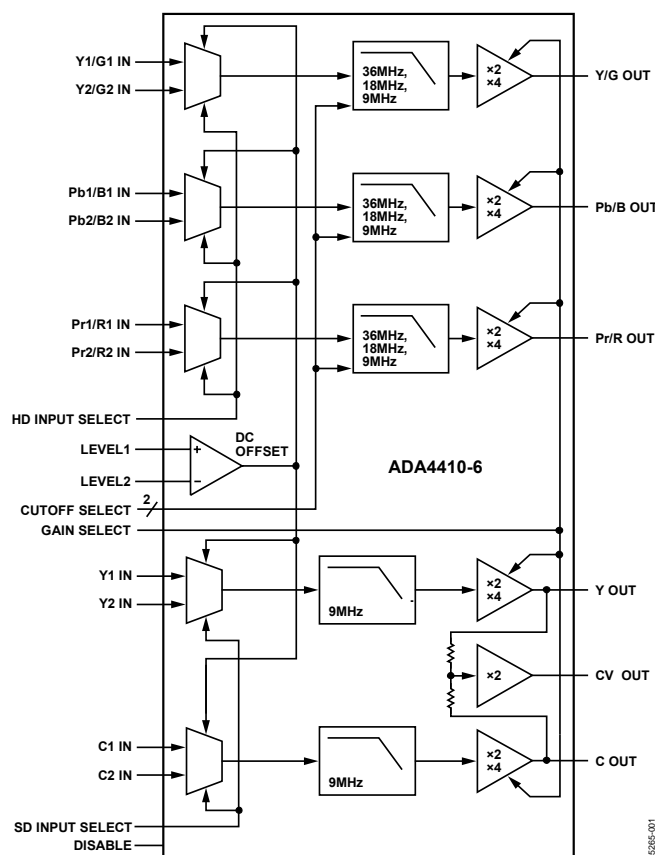 Y1/G1 IN
Y2/G2 IN
36MHz,
18MHz,
9MHz
×2
×4
Y/G OUT
Pb1/B1 IN
Pb2/B2 IN
36MHz,
18MHz,
9MHz
×2
×4
Pb/B OUT
Pr1/R1 IN
Pr2/R2 IN
36MHz,
18MHz,
9MHz
×2
×4
Pr/R OUT
HD INPUT SELECT
LEVEL1
LEVEL2
+
−
DC
OFFSET
ADA4410-6
CUTOFF SELECT
2
GAIN SELECT
Y1 IN
Y2 IN
9MHz
×2
×4
Y OUT
×2
CV OUT
C1 IN
C2 IN
9MHz
×2
×4
C OUT
SD INPUT SELECT
DISABLE
5265-001